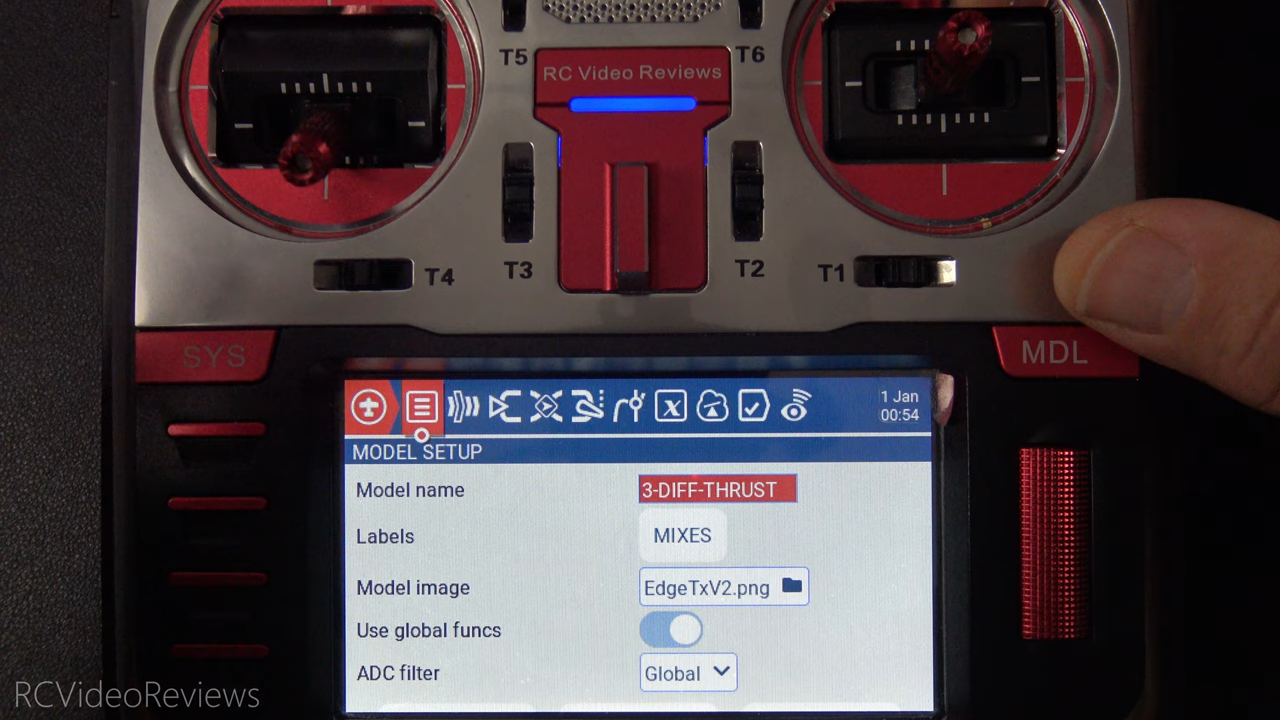 T5
T6
RC Video Reviews
T4
T3
T2
T1
SYS
MDL
x
1 Jan
00:54
MODEL SETUP
Model name
3-DIFF-THRUST
Labels
MIXES
Model image
EdgeTxV2.png
Use global funcs
ADC filter
Global
RCVideoReviews